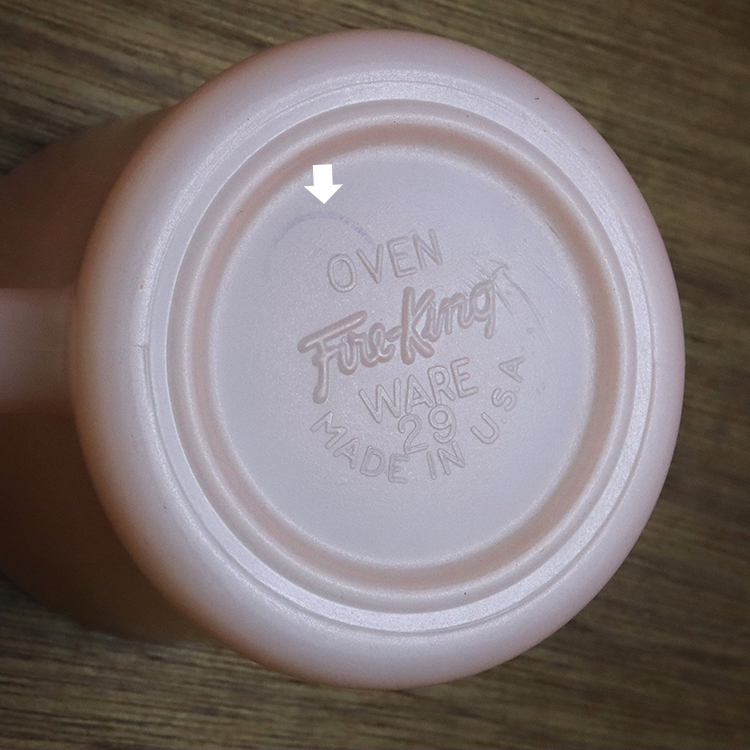 OVEN
Fire-King
WARE
29
MADE IN U.S.A